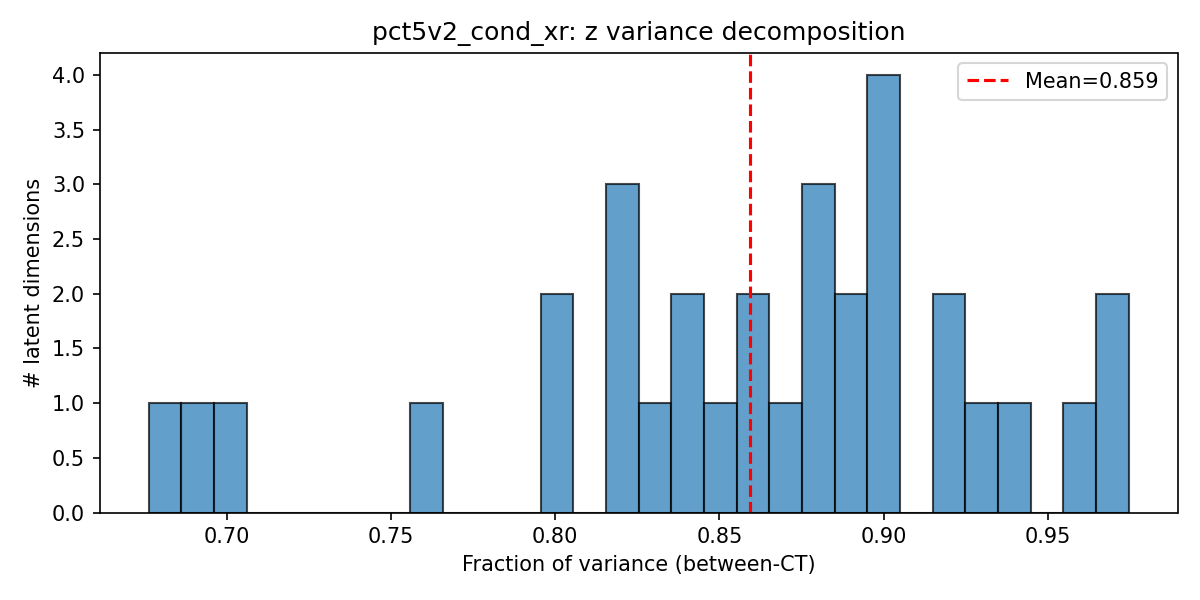 pct5v2_cond_xr: z variance decomposition
Mean=0.859
# latent dimensions
4.0
3.5
3.0
2.5
2.0
1.5
1.0
0.5
0.0
0.70 0.75 0.80 0.85 0.90 0.95
Fraction of variance (between-CT)